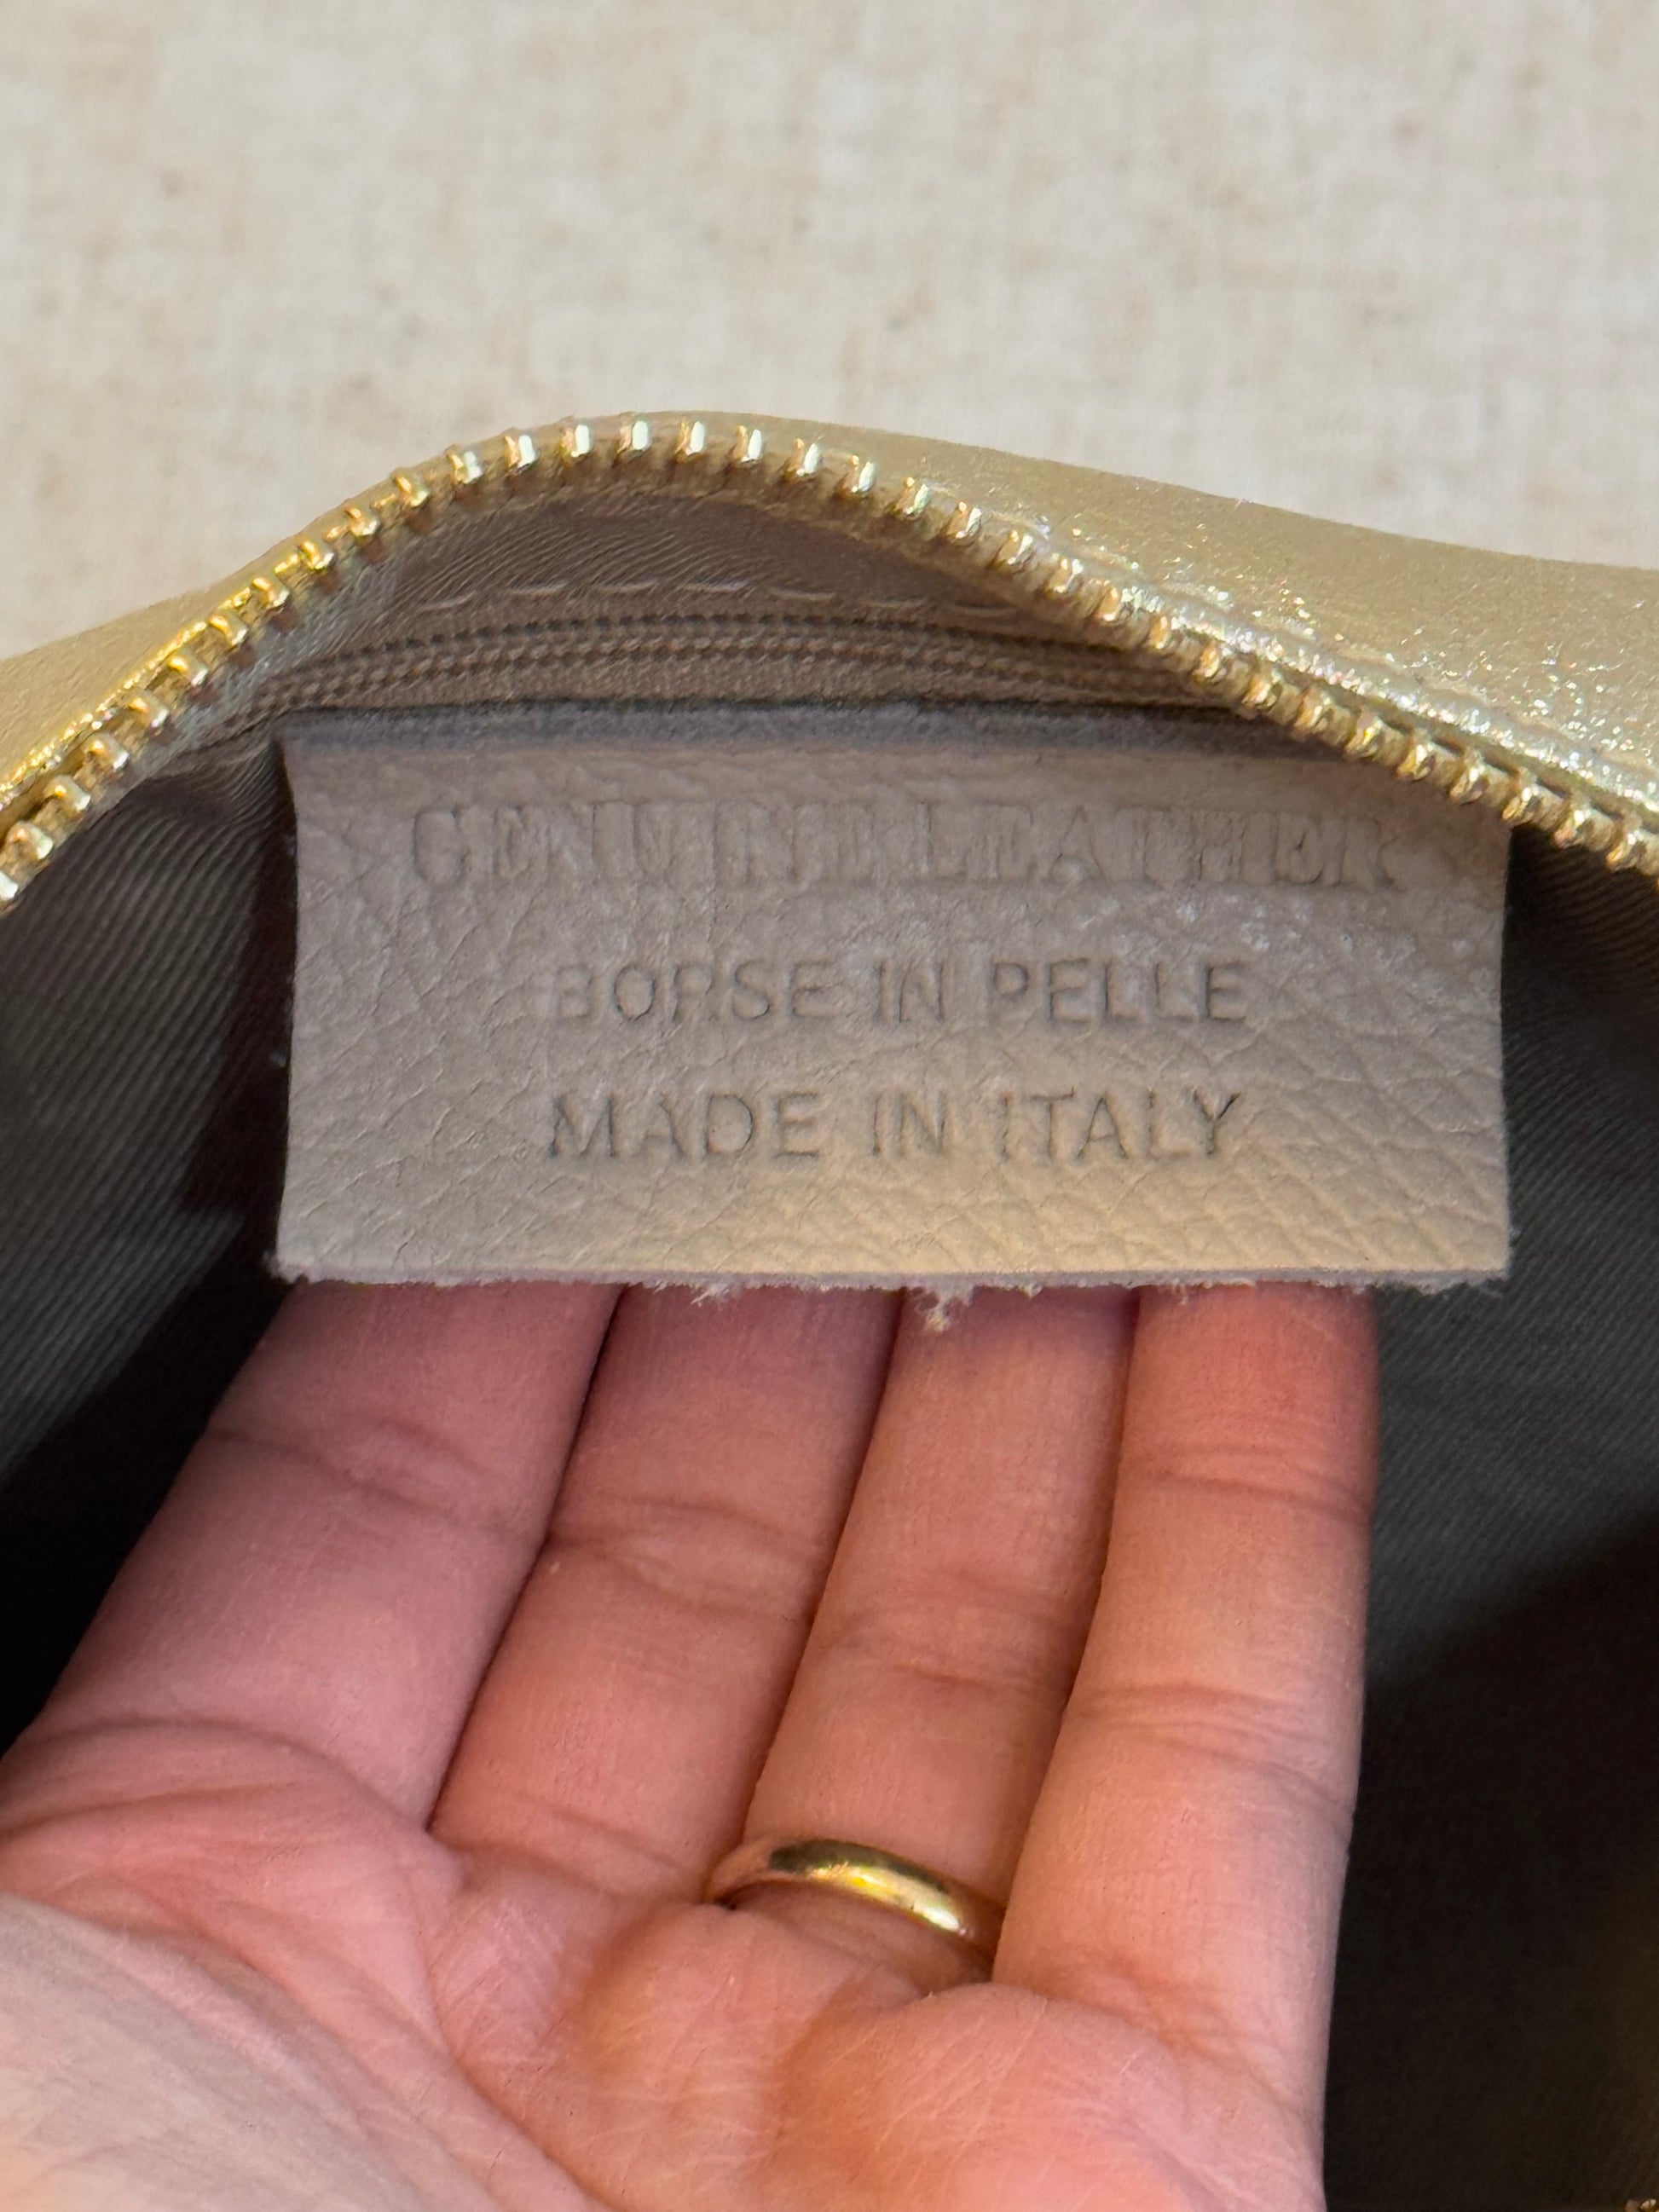 GENUINE LEATHER
BORSE IN PELLE
MADE IN ITALY